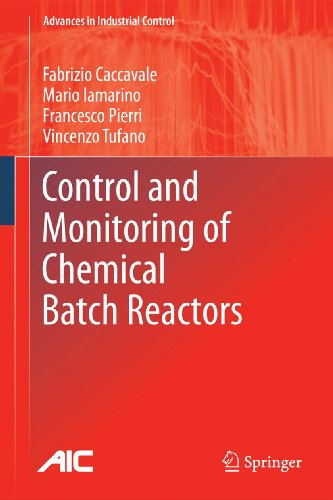 Advances in Industrial Control
Fabrizio Caccavale
Mario Iamarino
Francesco Pierri
Vincenzo Tufano
Control and
Monitoring of
Chemical
Batch Reactors
AIC
Springer